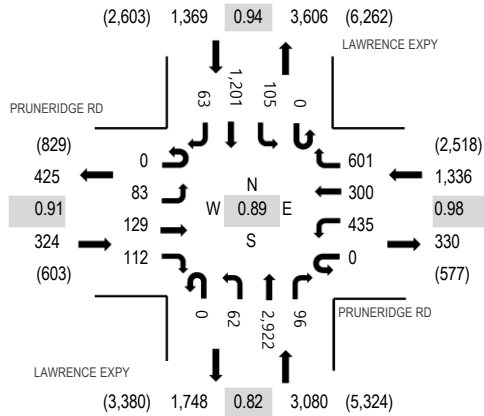 (2,603) 1,369 0.94 3,606 (6,262)
LAWRENCE EXPY
63 1,201 105 0
PRUNERIDGE RD
(829)
425
0.91
324
(603)
0
83
129
112
N
W 0.89 E
S
601
300
435
0
(2,518)
1,336
0.98
330
(577)
0 62 2,922 96
PRUNERIDGE RD
LAWRENCE EXPY
(3,380) 1,748 0.82 3,080 (5,324)